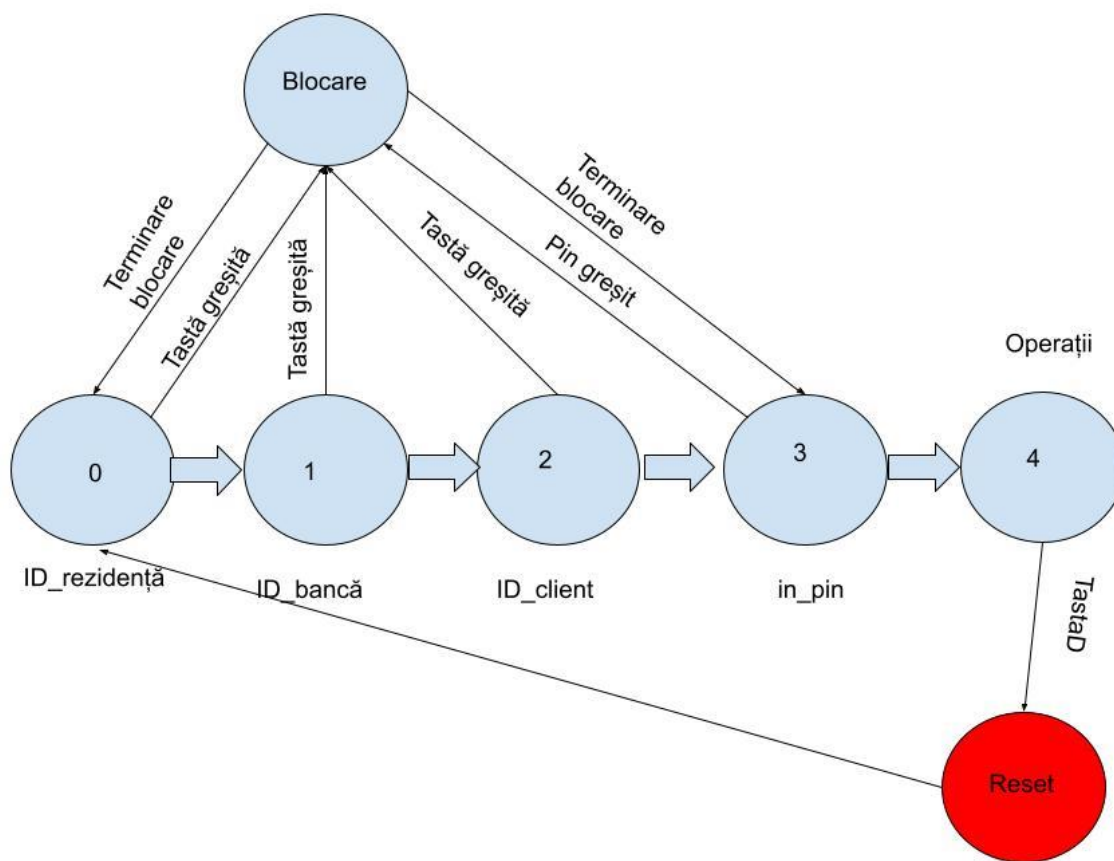 Blocare
Terminare
blocare
Tastă greșită
Tastă greșită
Tastă greșită
Pin greșit
Terminare
blocare
Operații
0
1
2
3
4
ID_rezidență
ID_bancă
ID_client
in_pin
TastaD
Reset